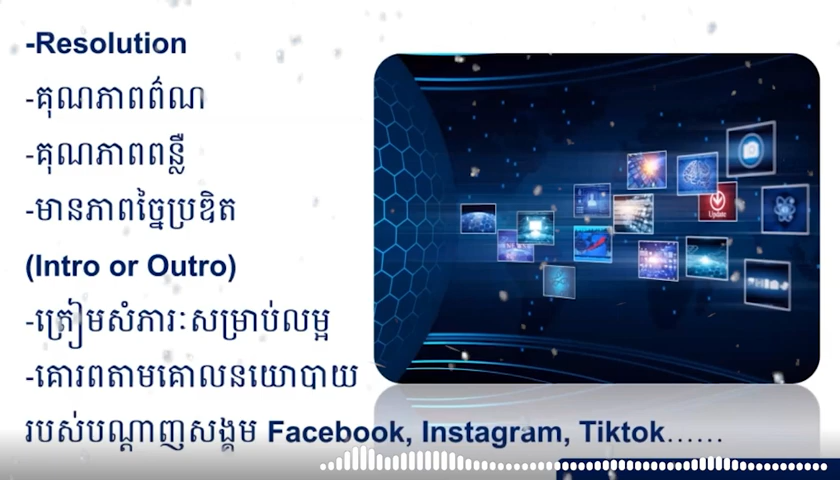 -Resolution
-គុណភាពព៌ណ
-គុណភាពពន្លឺ
-មានភាពច្នៃប្រឌិត
(Intro or Outro)
-ត្រៀមសំភារៈសម្រាប់លម្អ
-គោរពតាមគោលនយោបាយ
របស់បណ្តាញសង្គម Facebook, Instagram, Tiktok……
Update